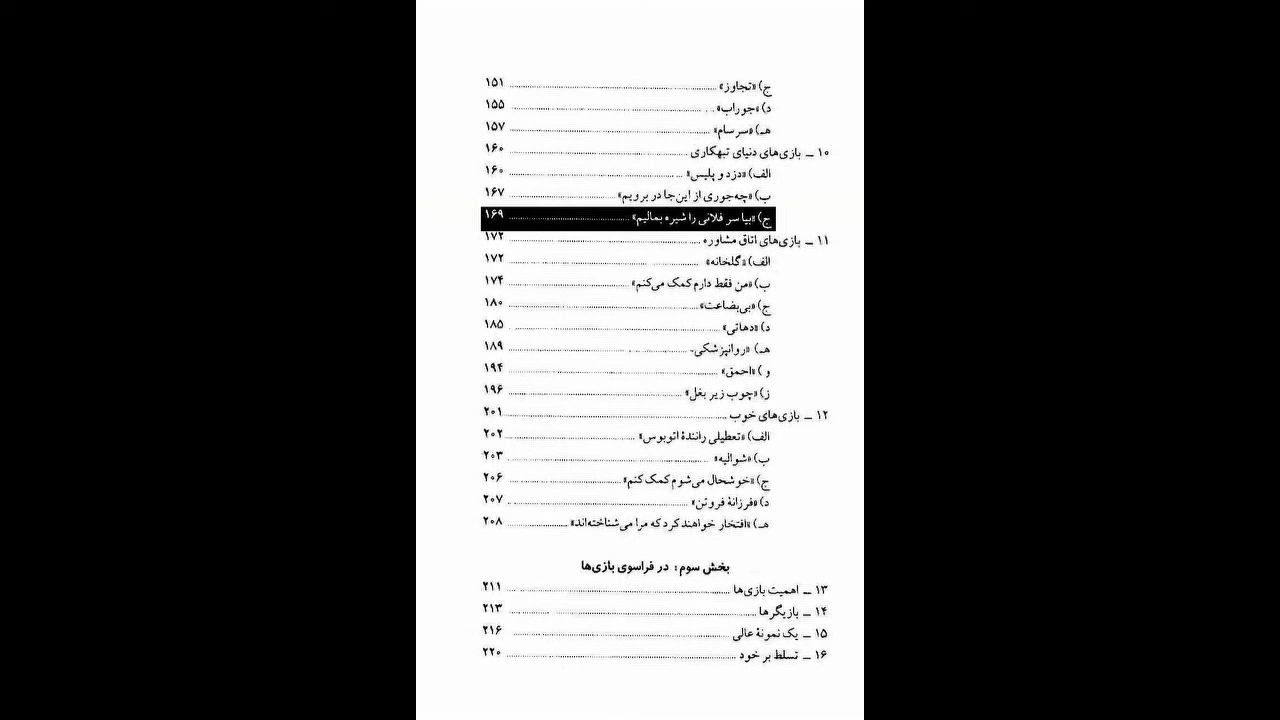 ج) «تجاوز» ۱۵۱
د) «جوراب» ۱۵۵
هـ) «سرسام» ۱۵۷
۱۰ ـ بازی‌های دنیای تبهکاری ۱۶۰
الف) «دزد و پلیس» ۱۶۰
ب) «چه‌جوری از این‌جا در برویم» ۱۶۷
ج) «بیا سر فلانی را شیره بمالیم» ۱۶۹
۱۱ ـ بازی‌های اتاق مشاوره ۱۷۲
الف) «گلخانه» ۱۷۲
ب) «من فقط دارم کمک می‌کنم» ۱۷۴
ج) «بی‌بضاعت» ۱۸۰
د) «دهاتی» ۱۸۵
هـ) «روانپزشکی» ۱۸۹
و) «احمق» ۱۹۴
ز) «چوب زیر بغل» ۱۹۶
۱۲ ـ بازی‌های خوب ۲۰۱
الف) «تعطیلی رانندهٔ اتوبوس» ۲۰۲
ب) «شوالیه» ۲۰۳
ج) «خوشحال می‌شوم کمک کنم» ۲۰۶
د) «فرزانهٔ فروتن» ۲۰۷
هـ) «افتخار خواهند کرد که مرا می‌شناخته‌اند» ۲۰۸
بخش سوم: در فراسوی بازی‌ها
۱۳ ـ اهمیت بازی‌ها ۲۱۱
۱۴ ـ بازیگرها ۲۱۳
۱۵ ـ یک نمونهٔ عالی ۲۱۶
۱۶ ـ تسلط بر خود ۲۲۰